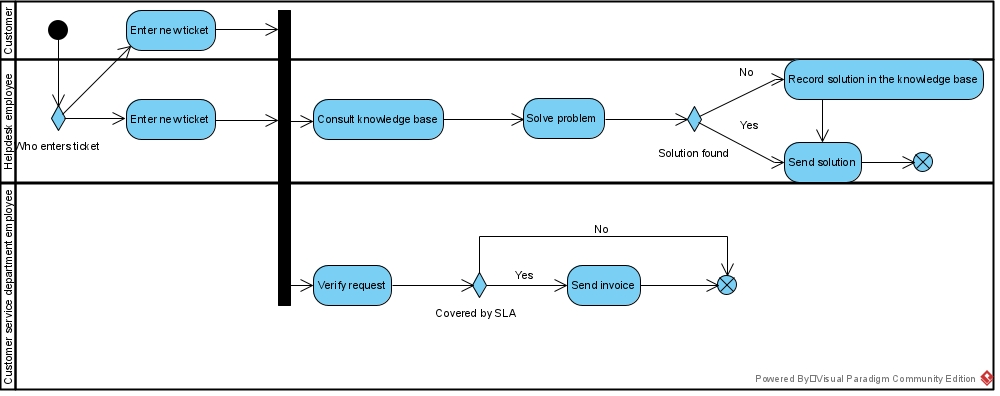 Customer
Enter new ticket
Helpdesk employee
Who enters ticket
Enter new ticket
Consult knowledge base
Solve problem
Solution found
No
Yes
Record solution in the knowledge base
Send solution
Customer service department employee
Verify request
Covered by SLA
No
Yes
Send invoice
Powered By□Visual Paradigm Community Edition